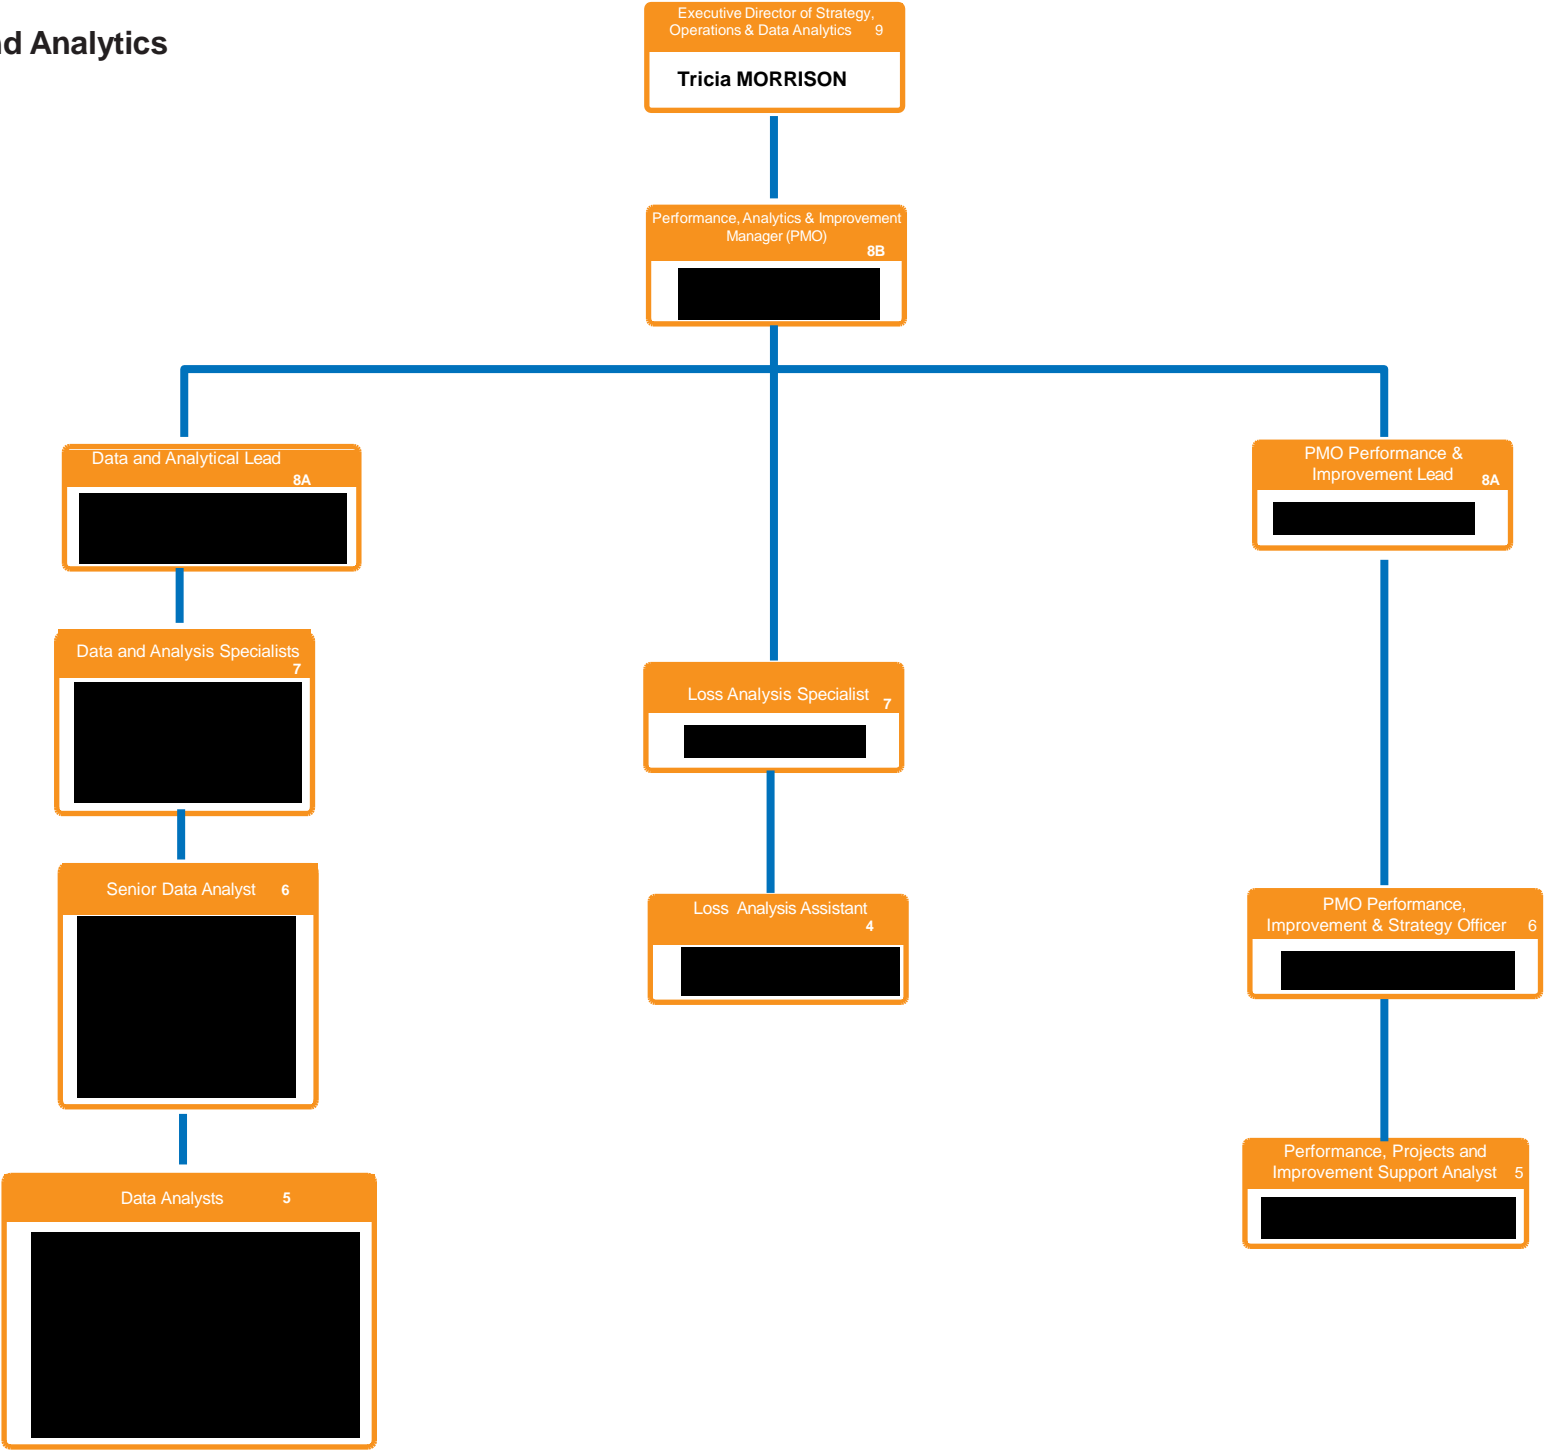 nd Analytics
Executive Director of Strategy,
Operations & Data Analytics 9
Tricia MORRISON
Performance, Analytics & Improvement
Manager (PMO)
8B
Data and Analytical Lead
8A
PMO Performance &
Improvement Lead 8A
Data and Analysis Specialists
7
Loss Analysis Specialist 7
Senior Data Analyst 6
Loss Analysis Assistant
4
PMO Performance,
Improvement & Strategy Officer 6
Data Analysts 5
Performance, Projects and
Improvement Support Analyst 5